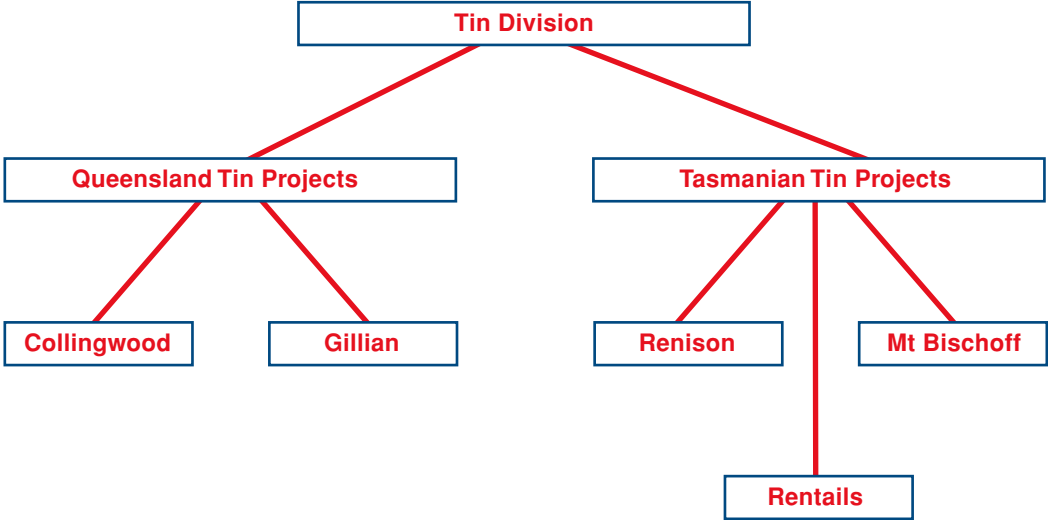 Tin Division
Queensland Tin Projects
Tasmanian Tin Projects
Collingwood
Gillian
Renison
Mt Bischoff
Rentails